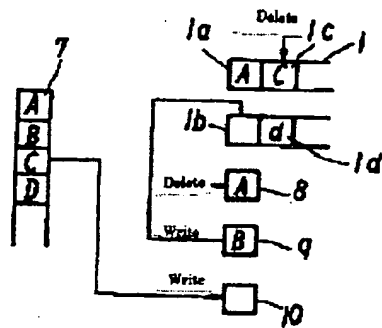 Delete
1a 1c 1
A C
7
A
B
C
D
1b d 1d
Delete A 8
Write B 9
Write 10